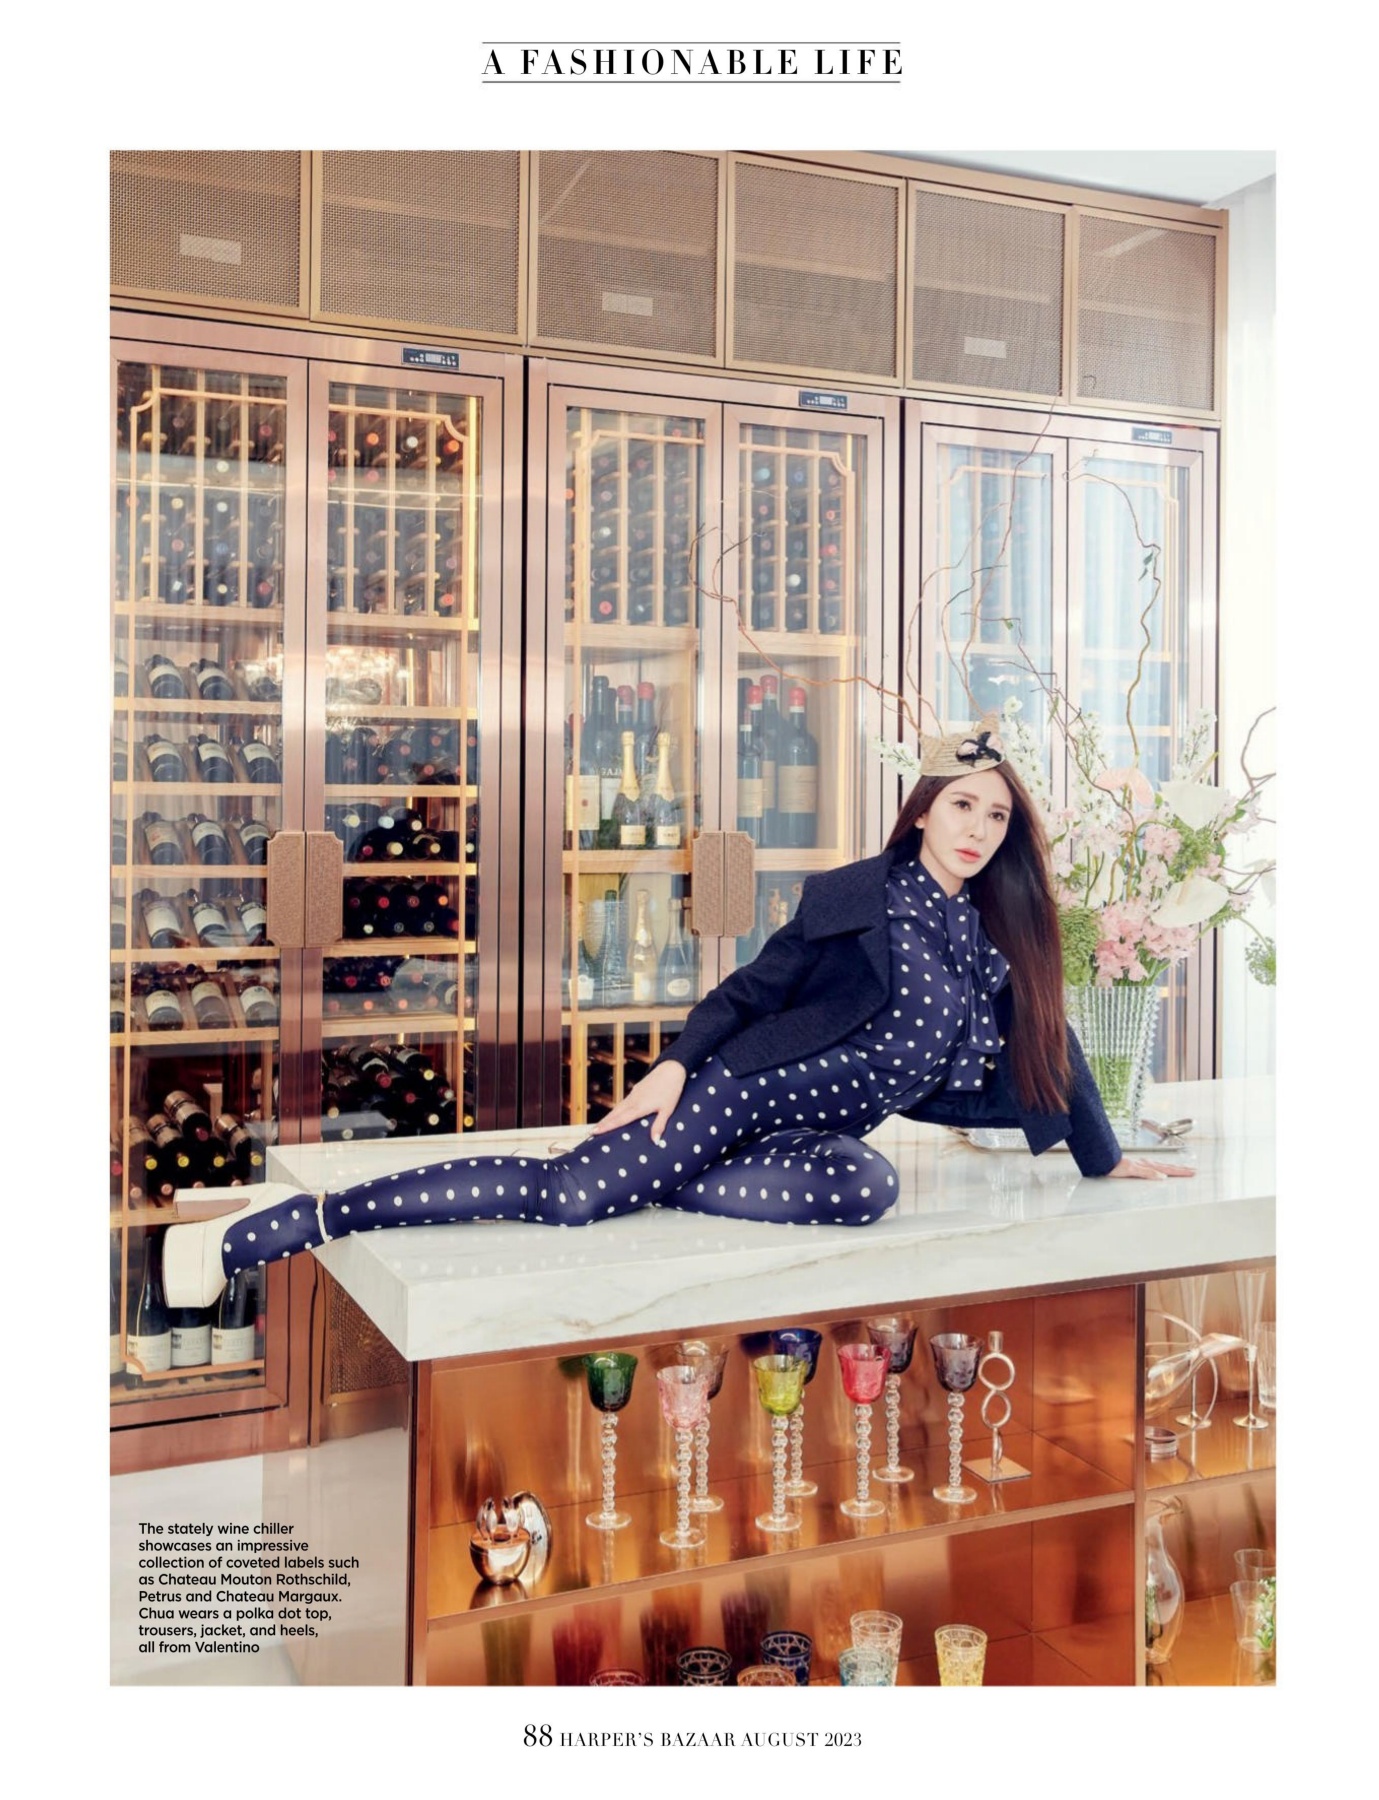 A FASHIONABLE LIFE
The stately wine chiller
showcases an impressive
collection of coveted labels such
as Chateau Mouton Rothschild,
Petrus and Chateau Margaux.
Chua wears a polka dot top,
trousers, jacket, and heels,
all from Valentino
88 HARPER'S BAZAAR AUGUST 2023